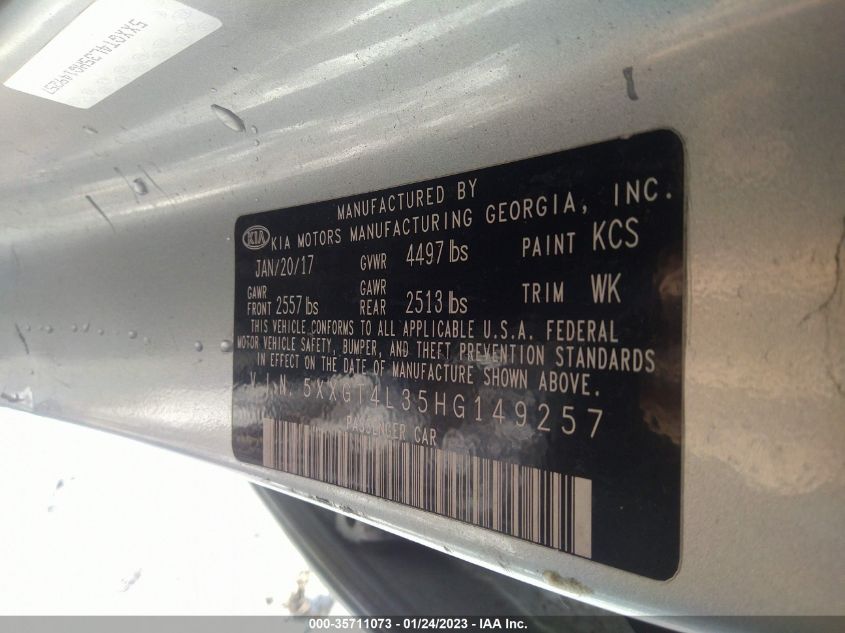 5XXGT4L35HG149257
MANUFACTURED BY
KIA KIA MOTORS MANUFACTURING GEORGIA, INC.
JAN/20/17 GVWR 4497 lbs PAINT KCS
GAWR FRONT 2557 lbs GAWR REAR 2513 lbs TRIM WK
THIS VEHICLE CONFORMS TO ALL APPLICABLE U.S.A. FEDERAL
MOTOR VEHICLE SAFETY, BUMPER, AND THEFT PREVENTION STANDARDS
IN EFFECT ON THE DATE OF MANUFACTURE SHOWN ABOVE.
V.I.N. 5XXGT4L35HG149257
PASSENGER CAR
000-35711073 - 01/24/2023 - IAA Inc.